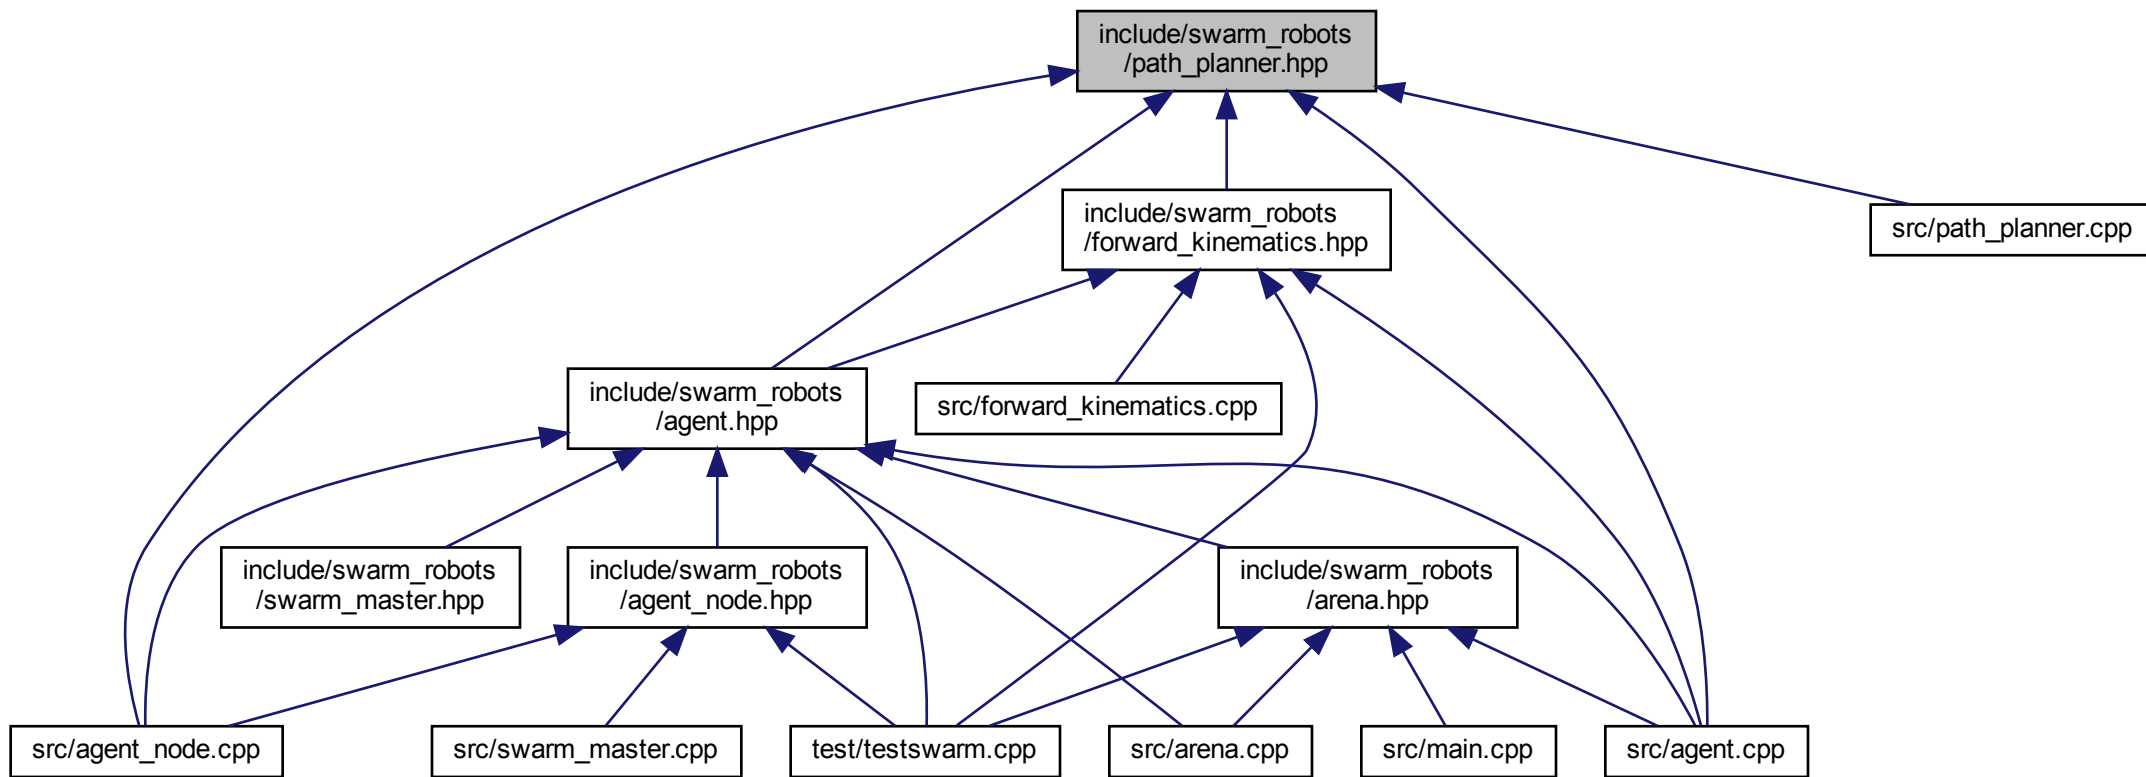 include/swarm_robots
/path_planner.hpp
include/swarm_robots
/forward_kinematics.hpp
src/path_planner.cpp
include/swarm_robots
/agent.hpp
src/forward_kinematics.cpp
include/swarm_robots
/swarm_master.hpp
include/swarm_robots
/agent_node.hpp
include/swarm_robots
/arena.hpp
src/agent_node.cpp
src/swarm_master.cpp
test/testswarm.cpp
src/arena.cpp
src/main.cpp
src/agent.cpp